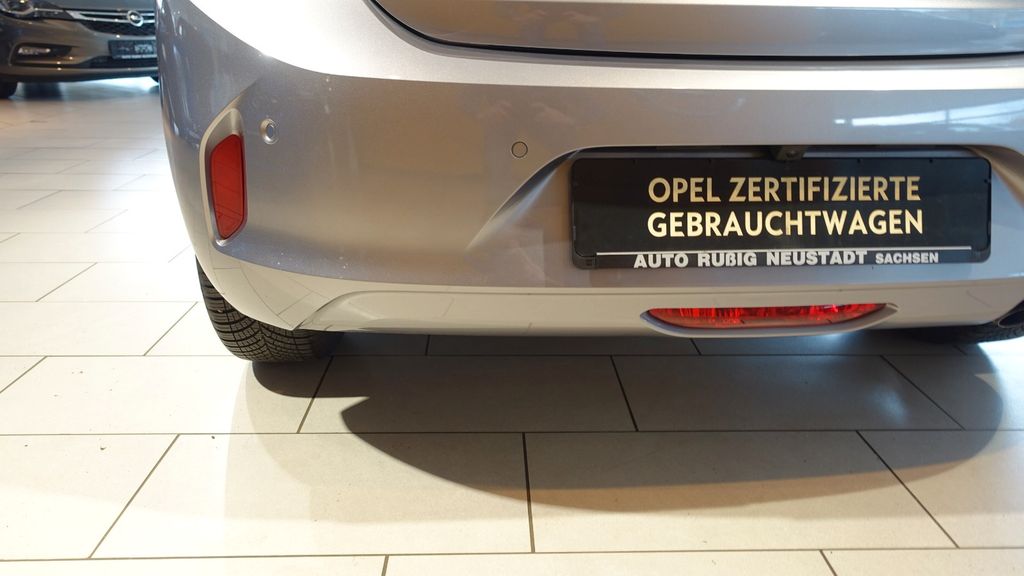 OPEL ZERTIFIZIERTE
GEBRAUCHTWAGEN
AUTO RUßIG NEUSTADT SACHSEN